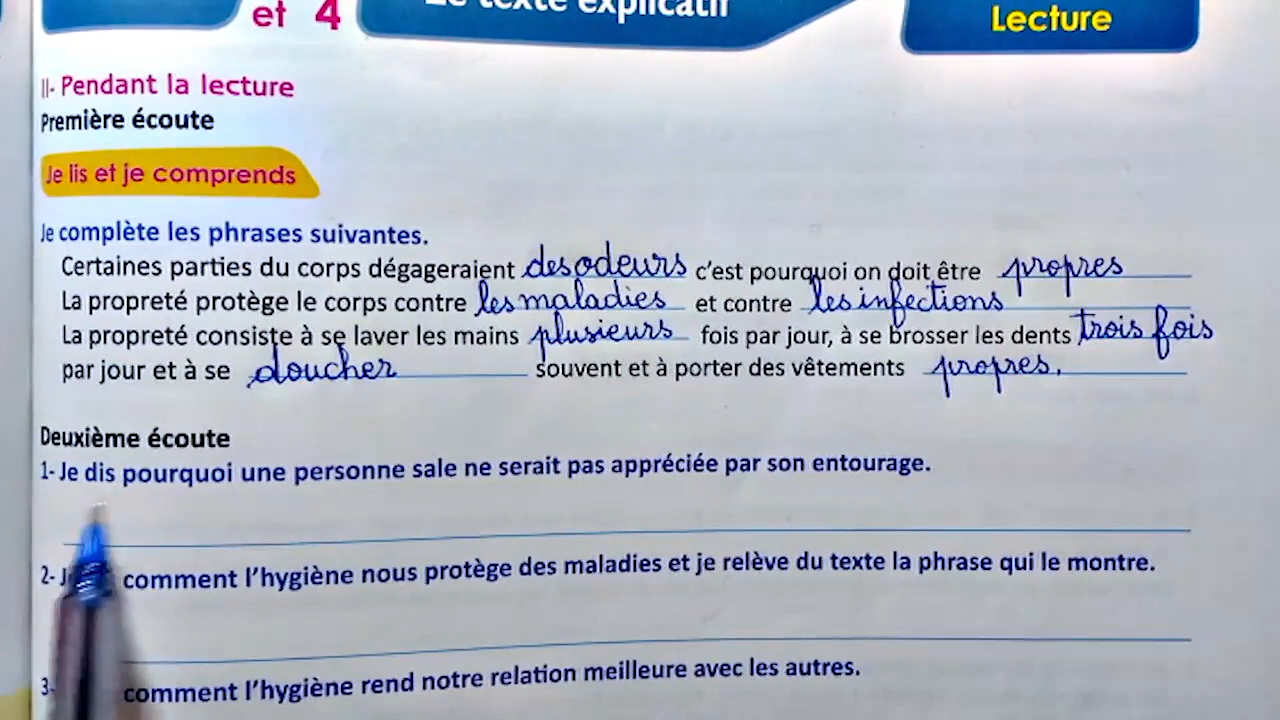 et 4
Le texte explicatif
Lecture
II- Pendant la lecture
Première écoute
Je lis et je comprends
Je complète les phrases suivantes.
Certaines parties du corps dégageraient des odeurs c'est pourquoi on doit être propres
La propreté protège le corps contre les maladies et contre les infections
La propreté consiste à se laver les mains plusieurs fois par jour, à se brosser les dents trois fois
par jour et à se doucher souvent et à porter des vêtements propres.
Deuxième écoute
1- Je dis pourquoi une personne sale ne serait pas appréciée par son entourage.
2- comment l'hygiène nous protège des maladies et je relève du texte la phrase qui le montre.
3- comment l'hygiène rend notre relation meilleure avec les autres.